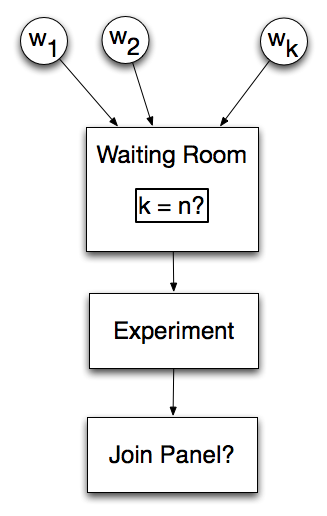 w1 w2 wk
Waiting Room
k = n?
Experiment
Join Panel?